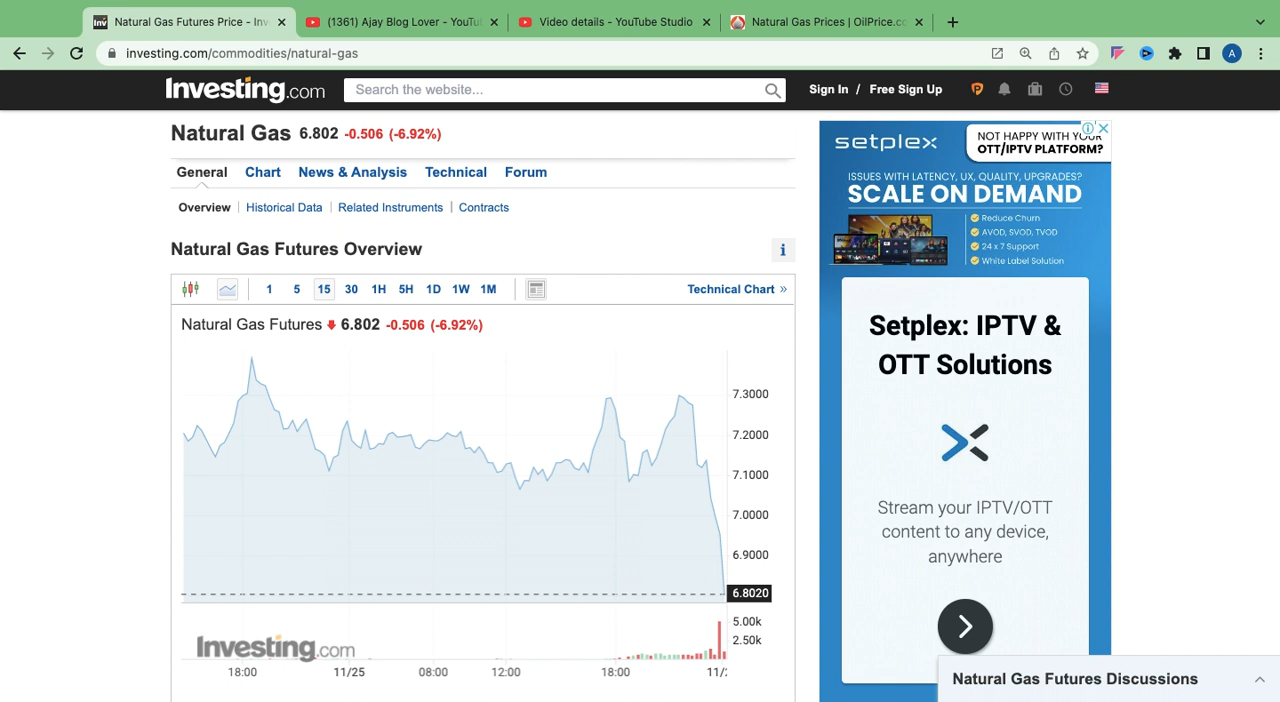 Natural Gas Futures Price - Inv
(1361) Ajay Blog Lover - YouTu
Video details - YouTube Studio
Natural Gas Prices | OilPrice.co
investing.com/commodities/natural-gas
A
Investing.com
Search the website...
Sign In / Free Sign Up
Natural Gas 6.802 -0.506 (-6.92%)
General Chart News & Analysis Technical Forum
Overview Historical Data Related Instruments Contracts
Natural Gas Futures Overview
1 5 15 30 1H 5H 1D 1W 1M
Technical Chart »
Natural Gas Futures 6.802 -0.506 (-6.92%)
7.3000
7.2000
7.1000
7.0000
6.9000
6.8020
5.00k
2.50k
Investing.com
18:00 11/25 08:00 12:00 18:00
setplex
NOT HAPPY WITH YOUR
OTT/IPTV PLATFORM?
ISSUES WITH LATENCY, UX, QUALITY, UPGRADES?
SCALE ON DEMAND
Reduce Churn
AVOD, SVOD, TVOD
24 x 7 Support
White Label Solution
Setplex: IPTV &
OTT Solutions
Stream your IPTV/OTT
content to any device,
anywhere
Natural Gas Futures Discussions